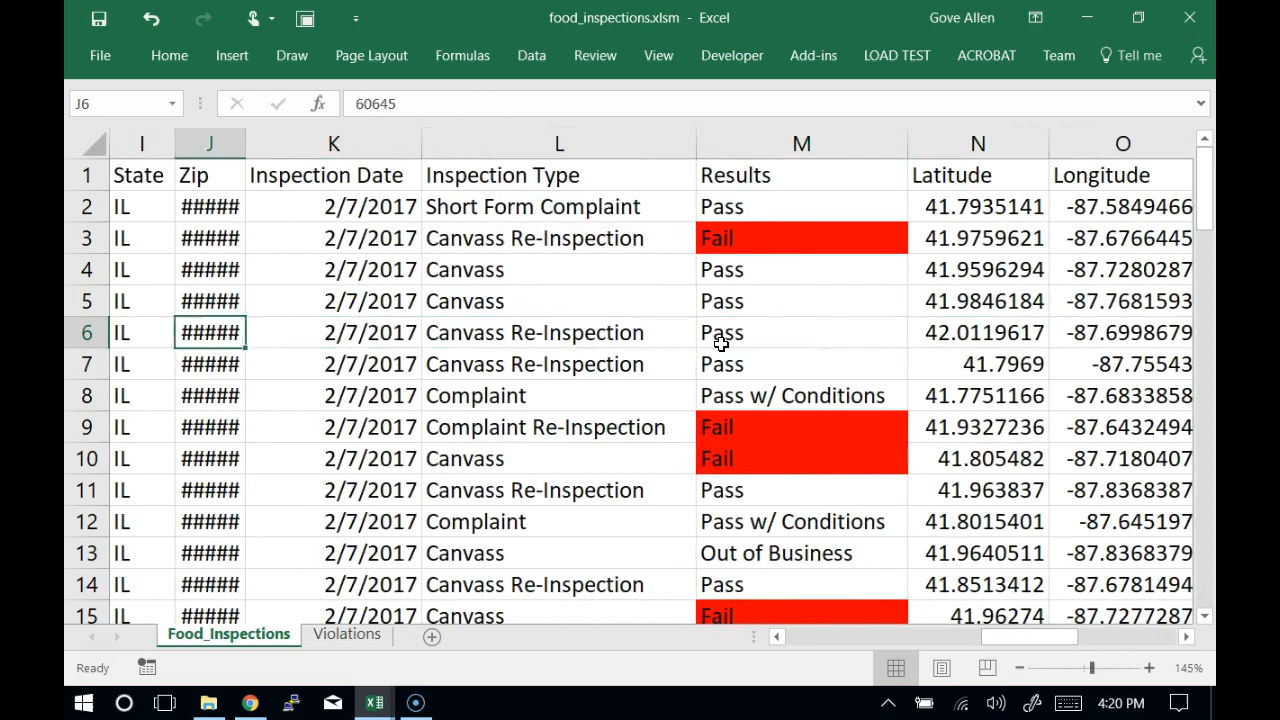 food_inspections.xlsm - Excel
Gove Allen
File Home Insert Draw Page Layout Formulas Data Review View Developer Add-ins LOAD TEST ACROBAT Team Tell me
J6 fx 60645
I J K L M N O
1 State Zip Inspection Date Inspection Type Results Latitude Longitude
2 IL ##### 2/7/2017 Short Form Complaint Pass 41.7935141 -87.5849466
3 IL ##### 2/7/2017 Canvass Re-Inspection Fail 41.9759621 -87.6766445
4 IL ##### 2/7/2017 Canvass Pass 41.9596294 -87.7280287
5 IL ##### 2/7/2017 Canvass Pass 41.9846184 -87.7681593
6 IL ##### 2/7/2017 Canvass Re-Inspection Pass 42.0119617 -87.6998679
7 IL ##### 2/7/2017 Canvass Re-Inspection Pass 41.7969 -87.75543
8 IL ##### 2/7/2017 Complaint Pass w/ Conditions 41.7751166 -87.6833858
9 IL ##### 2/7/2017 Complaint Re-Inspection Fail 41.9327236 -87.6432494
10 IL ##### 2/7/2017 Canvass Fail 41.805482 -87.7180407
11 IL ##### 2/7/2017 Canvass Re-Inspection Pass 41.963837 -87.8368387
12 IL ##### 2/7/2017 Complaint Pass w/ Conditions 41.8015401 -87.645197
13 IL ##### 2/7/2017 Canvass Out of Business 41.9640511 -87.8368379
14 IL ##### 2/7/2017 Canvass Re-Inspection Pass 41.8513412 -87.6781494
15 IL ##### 2/7/2017 Canvass Fail 41.96274 -87.7277287
Food_Inspections Violations
Ready 145%
4:20 PM